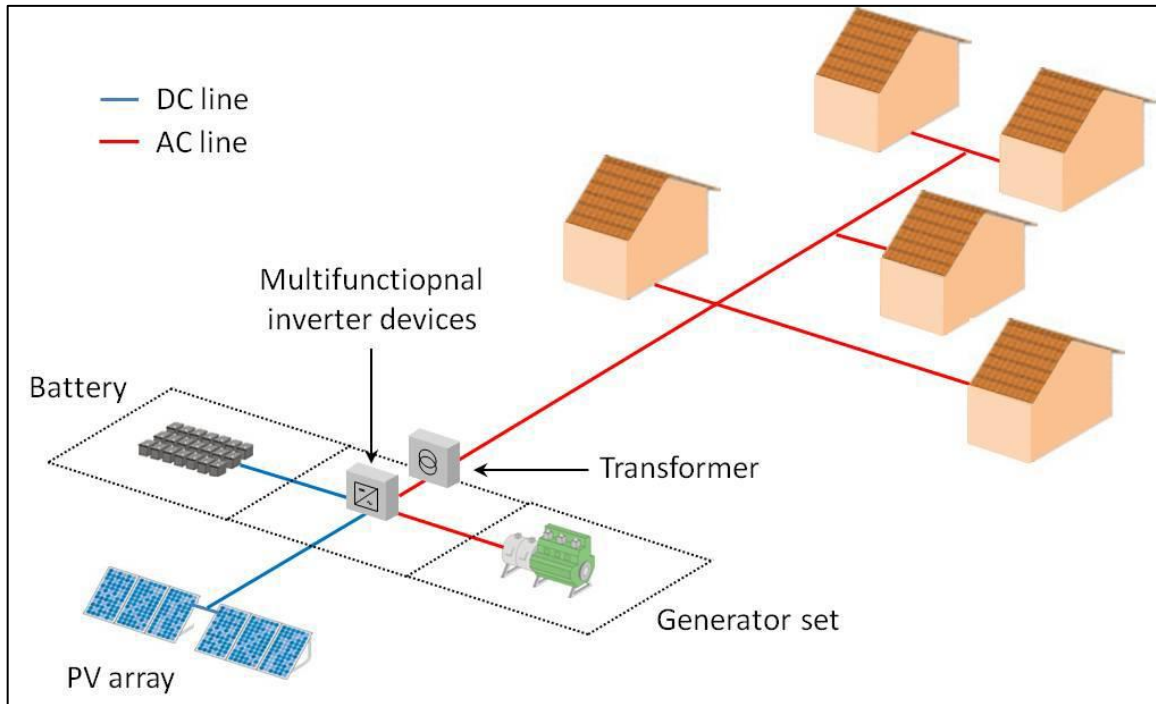 DC line
AC line
Multifunctiopnal
inverter devices
Battery
Transformer
Generator set
PV array